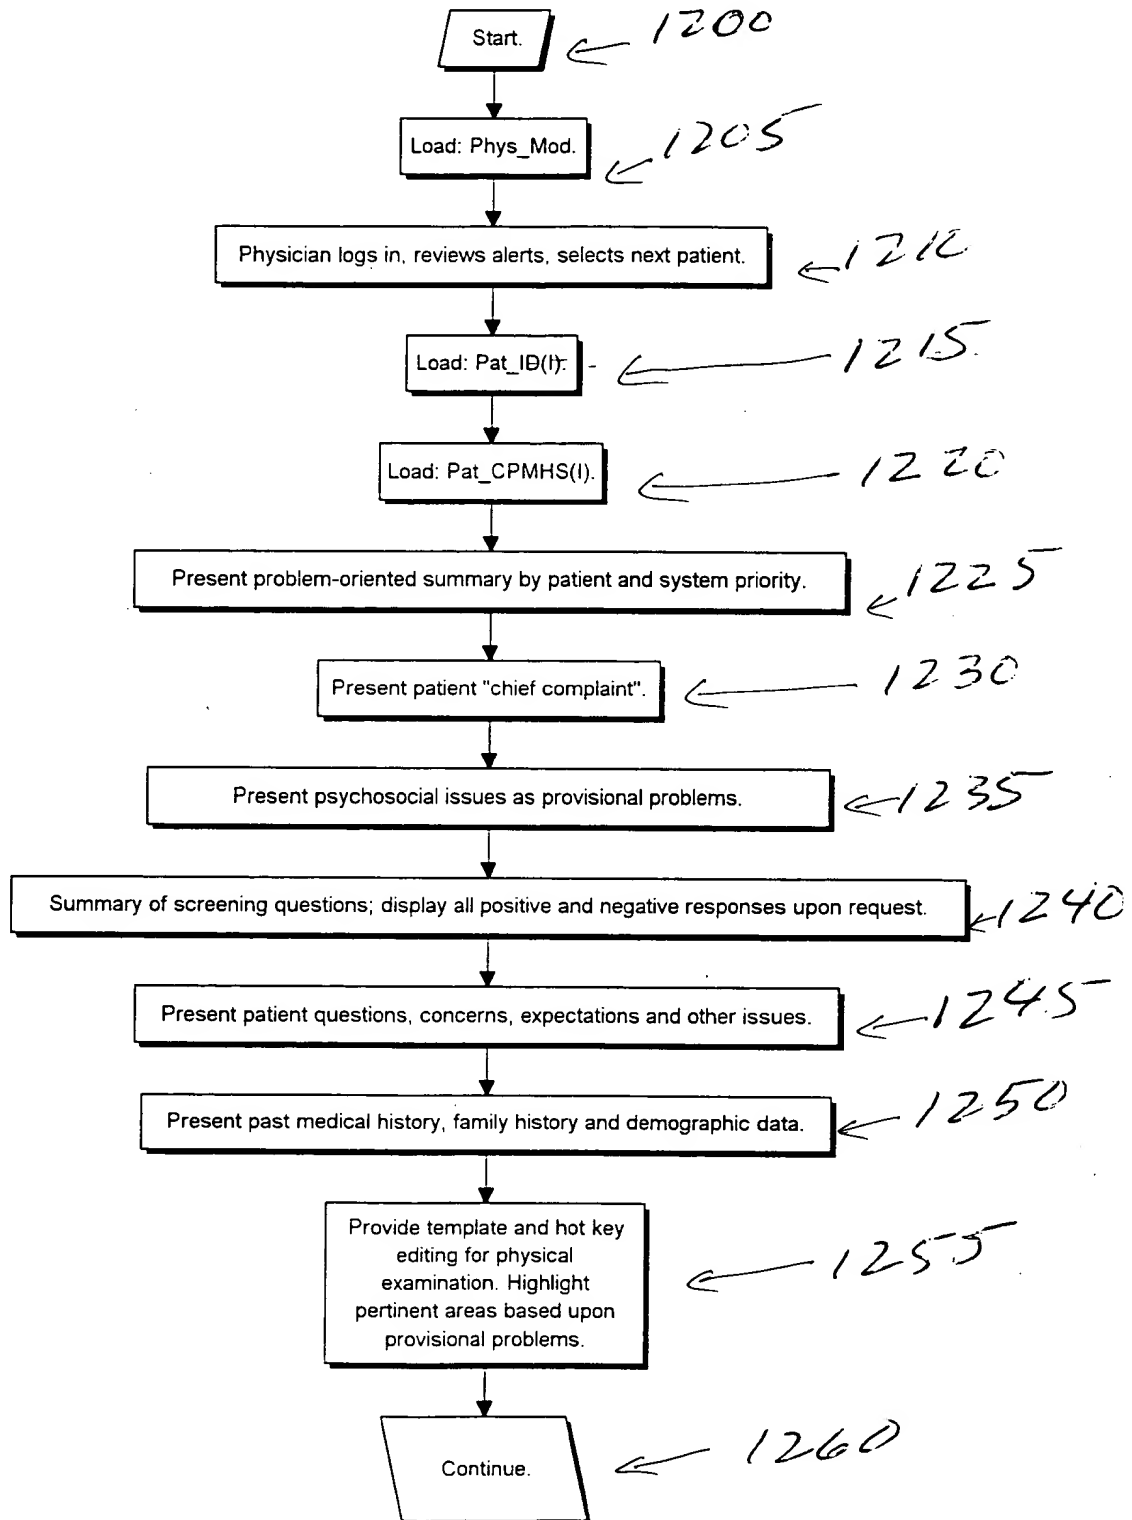 Start.
1200
Load: Phys_Mod.
1205
Physician logs in, reviews alerts, selects next patient.
1210
Load: Pat_ID(I).
1215
Load: Pat_CPMHS(I).
1220
Present problem-oriented summary by patient and system priority.
1225
Present patient "chief complaint".
1230
Present psychosocial issues as provisional problems.
1235
Summary of screening questions; display all positive and negative responses upon request.
1240
Present patient questions, concerns, expectations and other issues.
1245
Present past medical history, family history and demographic data.
1250
Provide template and hot key
editing for physical
examination. Highlight
pertinent areas based upon
provisional problems.
1255
Continue.
1260